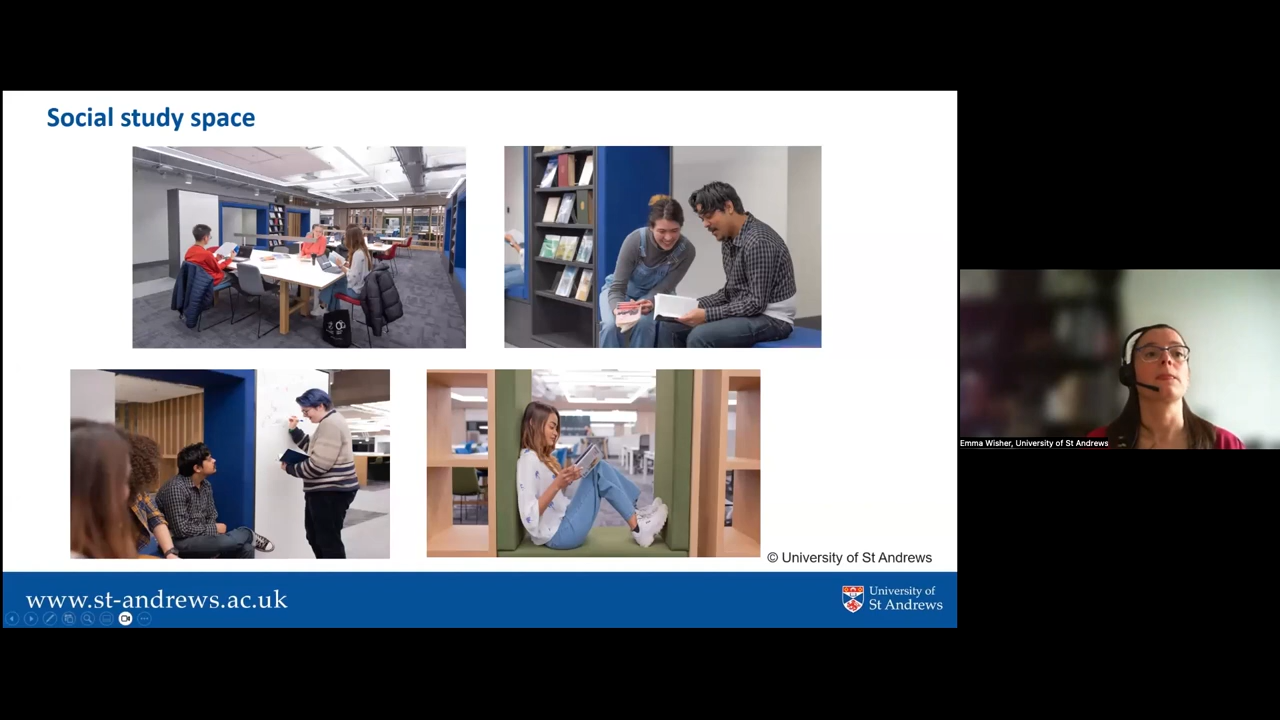 Social study space
© University of St Andrews
www.st-andrews.ac.uk
University of
St Andrews
Emma Wisher, University of St Andrews